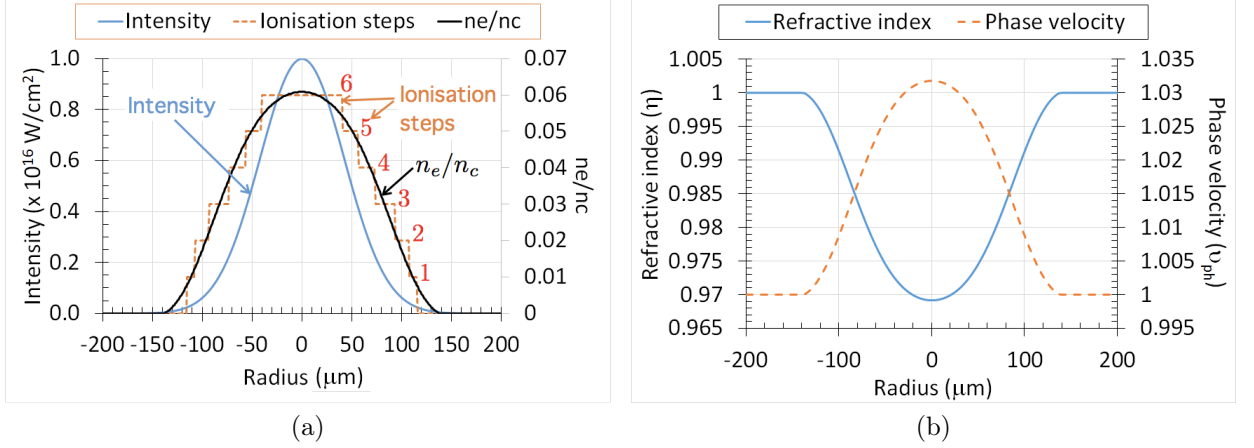 Intensity Ionisation steps ne/nc
Intensity (x 10¹⁶ W/cm²)
1.0
0.8
0.6
0.4
0.2
0.0
0.07
0.06
0.05
0.04
0.03
0.02
0.01
0
ne/nc
Intensity
Ionisation
steps
nₑ/n꜀
6
5
4
3
2
1
-200 -150 -100 -50 0 50 100 150 200
Radius (μm)
(a)
Refractive index Phase velocity
Refractive index (η)
1.005
1
0.995
0.99
0.985
0.98
0.975
0.97
0.965
1.035
1.030
1.025
1.020
1.015
1.010
1.005
1
0.995
Phase velocity (υ_ph)
-200 -100 0 100 200
Radius (μm)
(b)